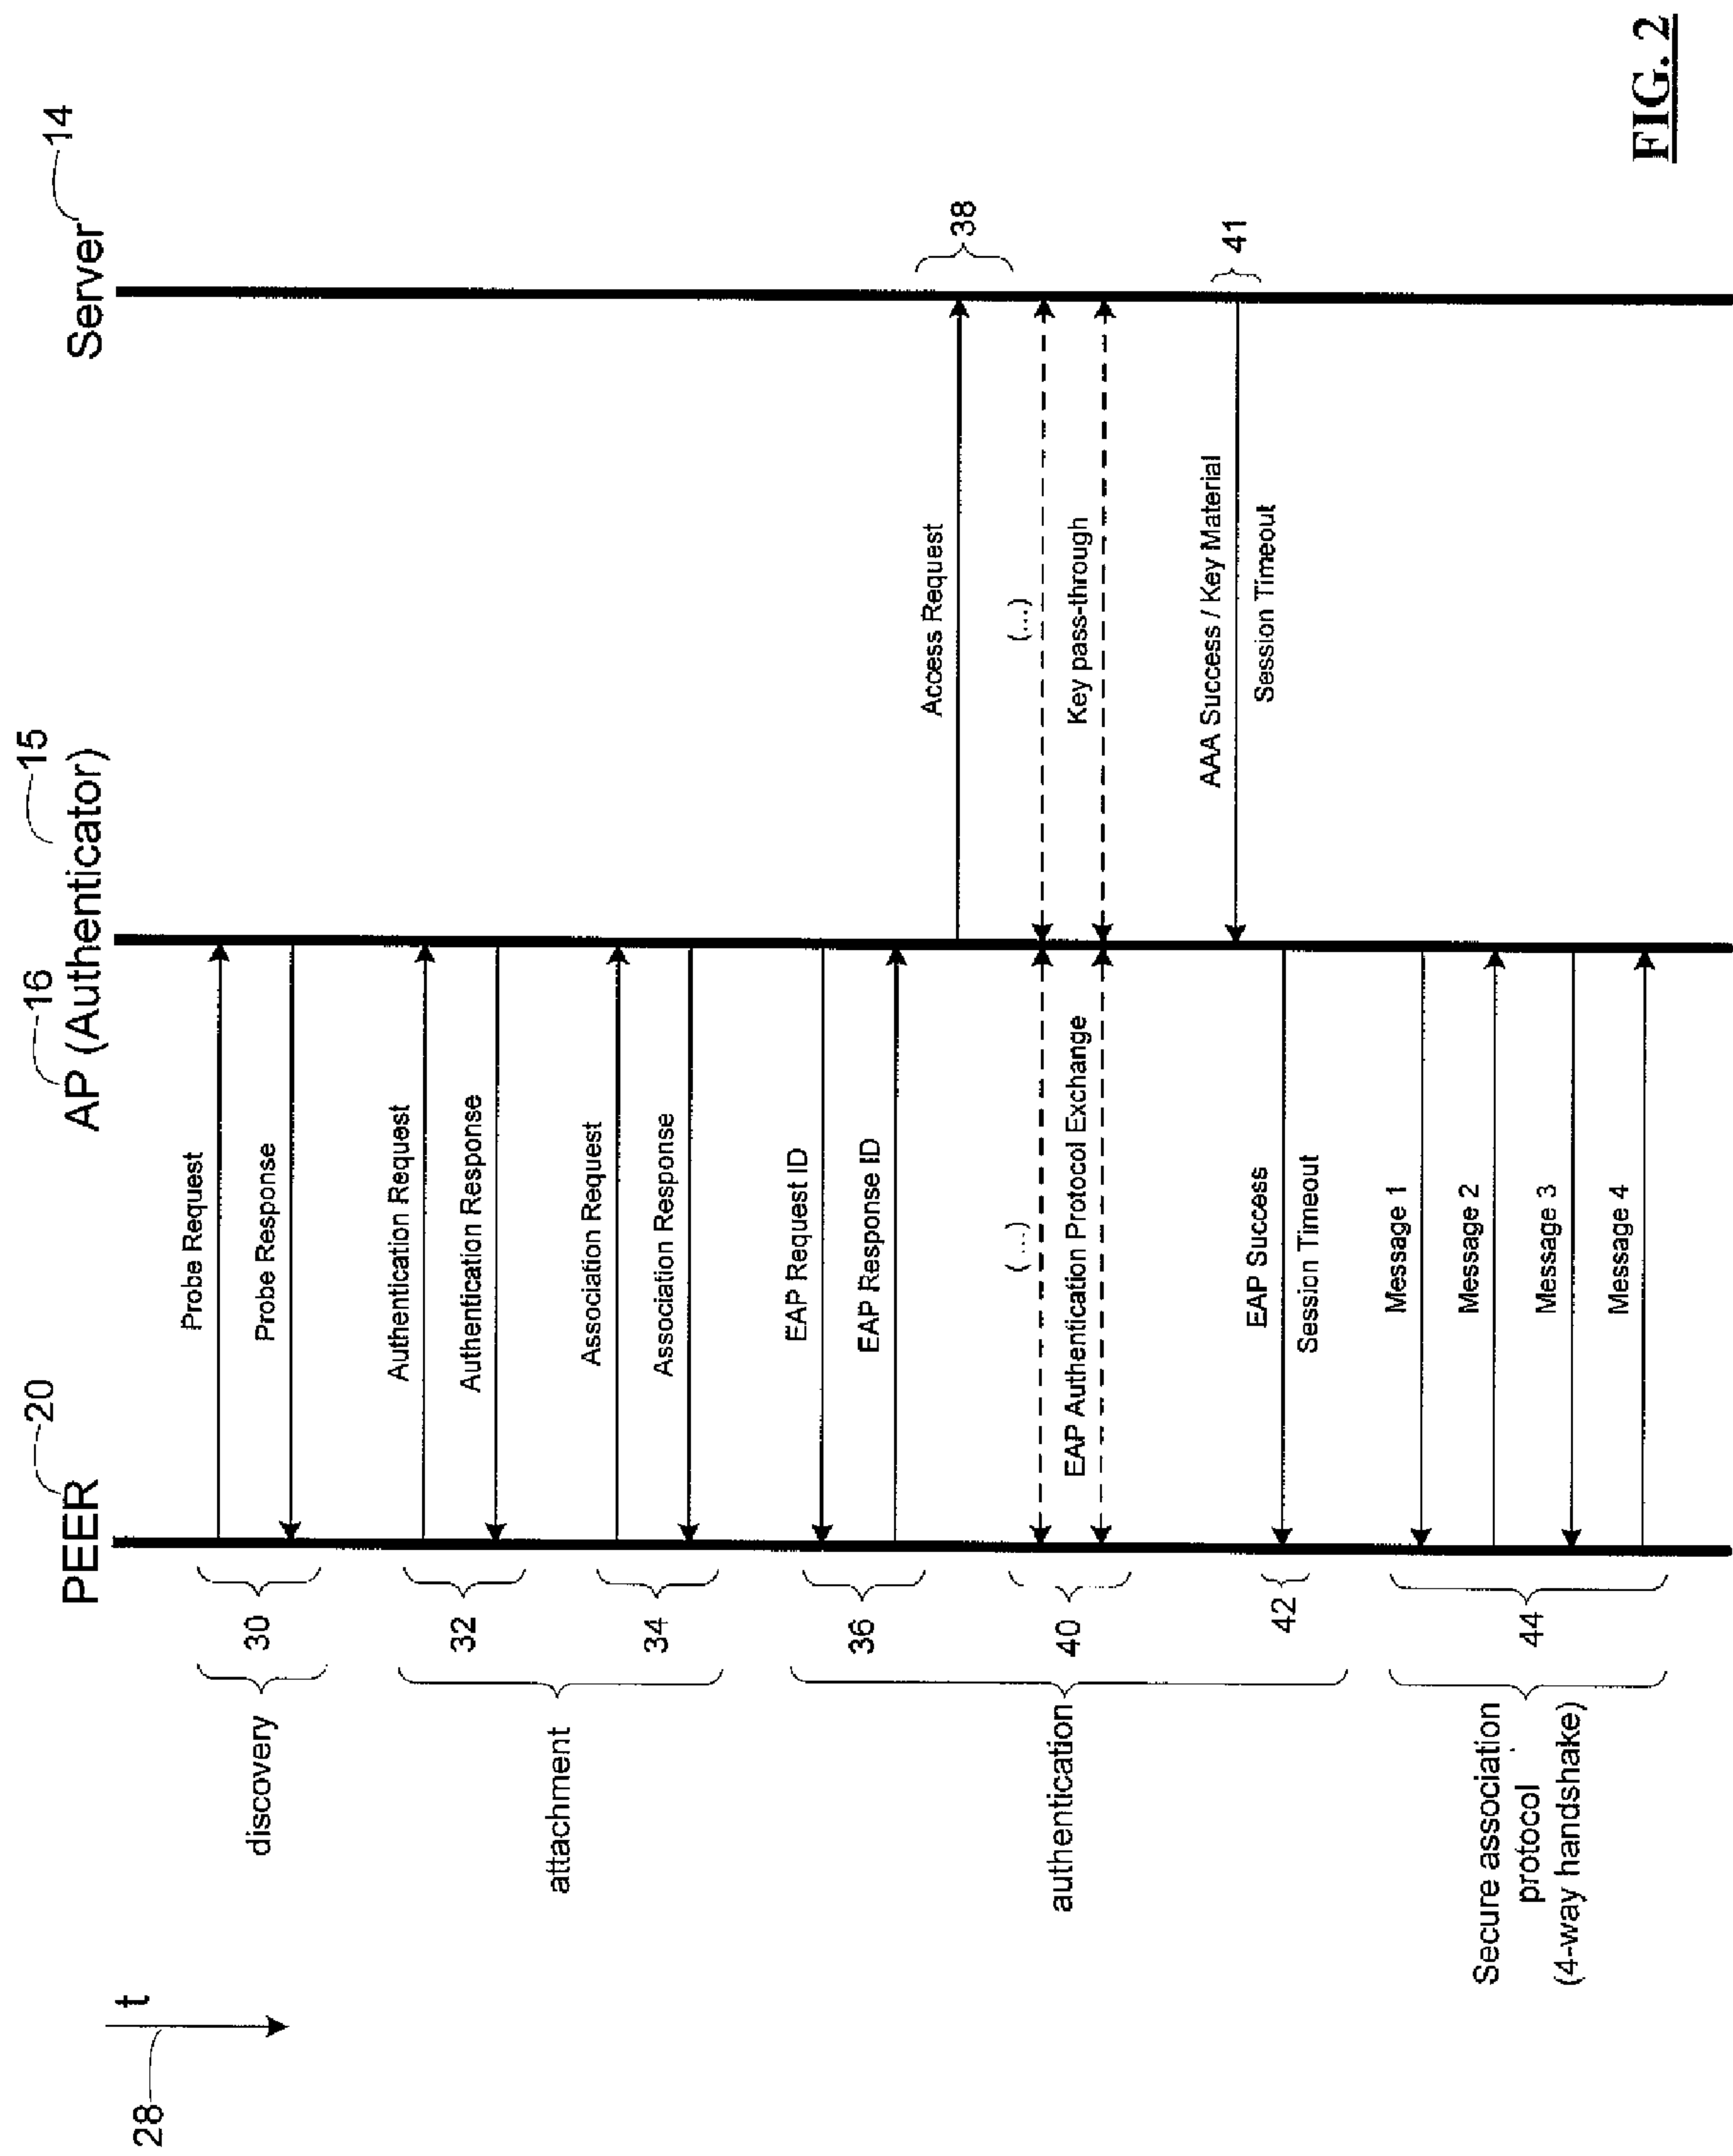 20
16
15
14
PEER
AP (Authenticator)
Server
28
t
discovery
30
Probe Request
Probe Response
attachment
32
Authentication Request
Authentication Response
34
Association Request
Association Response
authentication
36
EAP Request ID
EAP Response ID
Access Request
38
40
(...)
(...)
EAP Authentication Protocol Exchange
Key pass-through
AAA Success / Key Material
Session Timeout
41
42
EAP Success
Session Timeout
Secure association
protocol
(4-way handshake)
44
Message 1
Message 2
Message 3
Message 4
FIG. 2